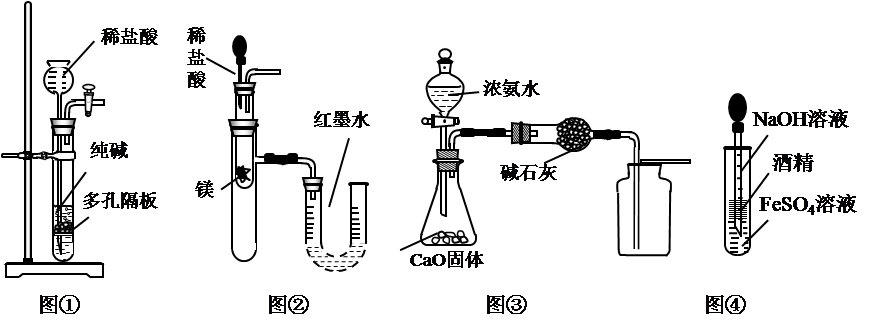 稀盐酸
纯碱
多孔隔板
图①
稀
盐
酸
镁
红墨水
图②
浓氨水
碱石灰
CaO固体
图③
NaOH溶液
酒精
FeSO₄溶液
图④